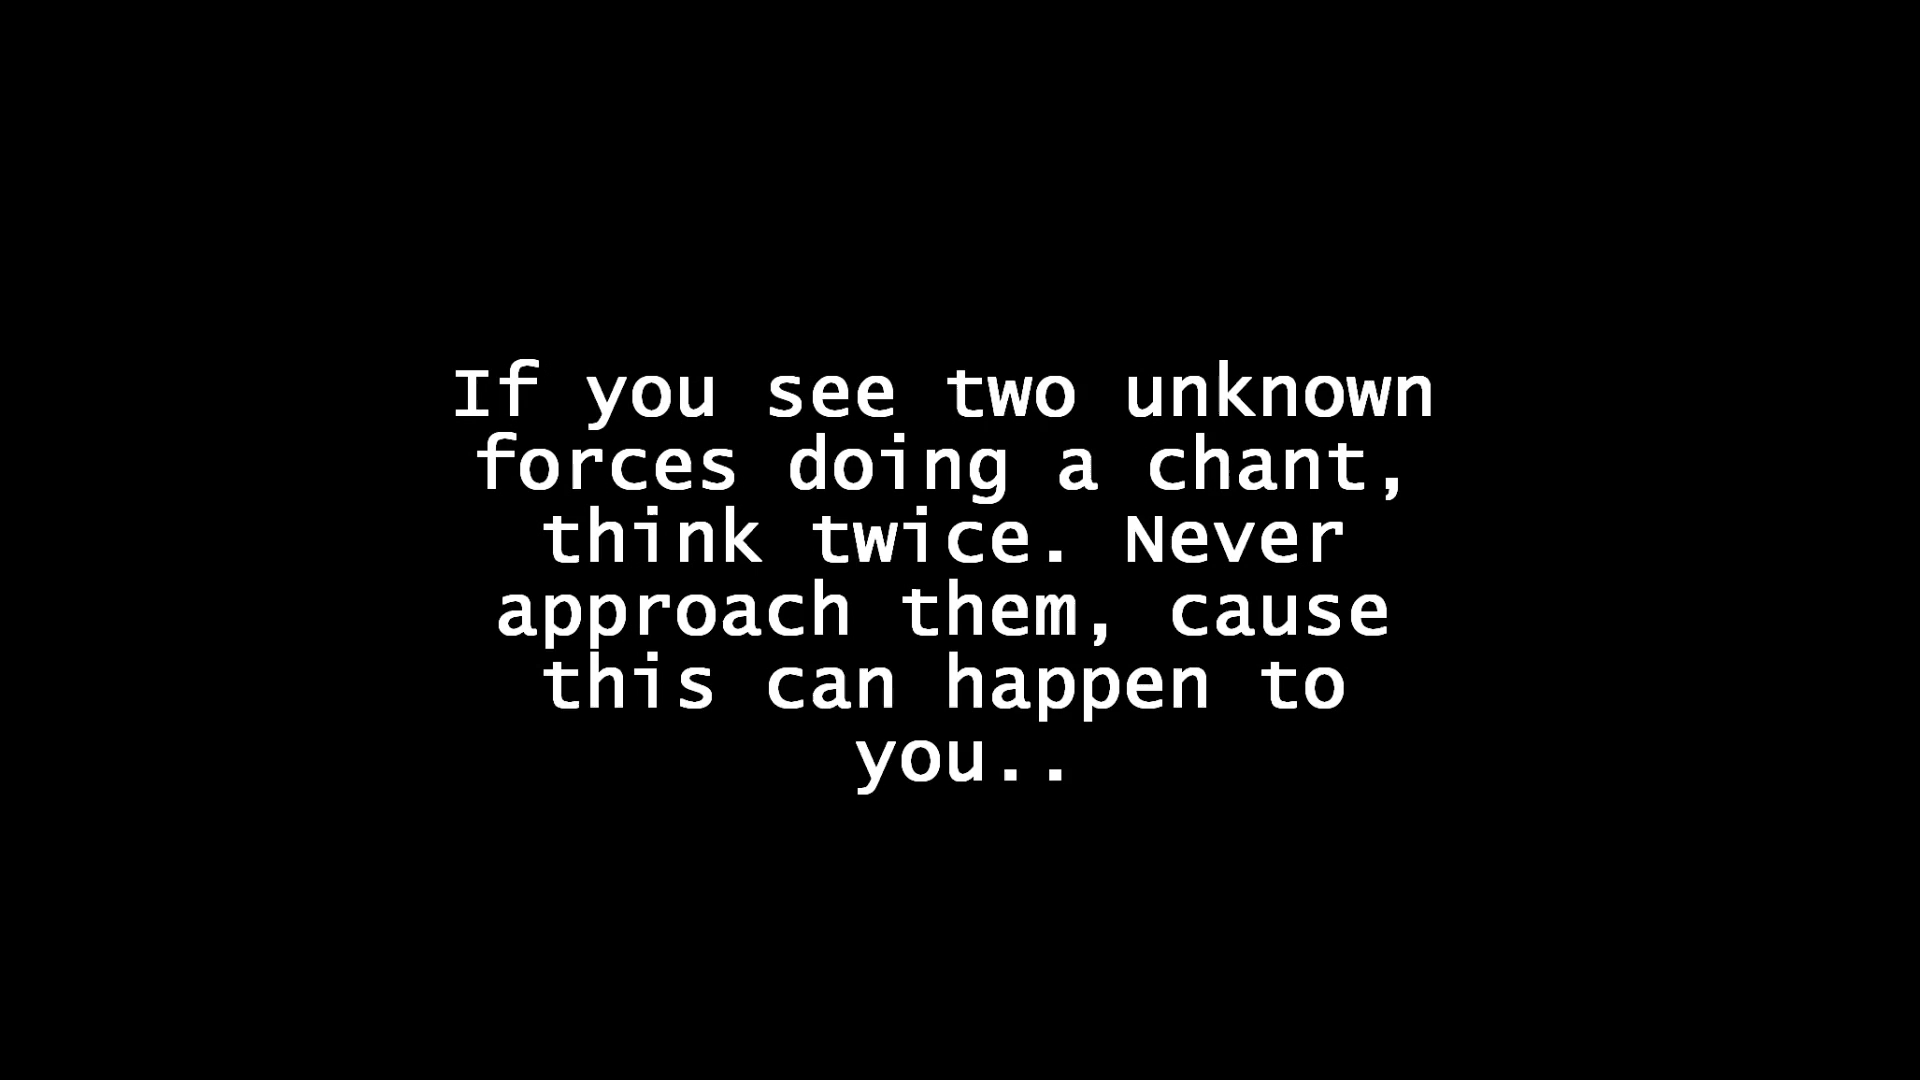 If you see two unknown
forces doing a chant,
think twice. Never
approach them, cause
this can happen to
you..